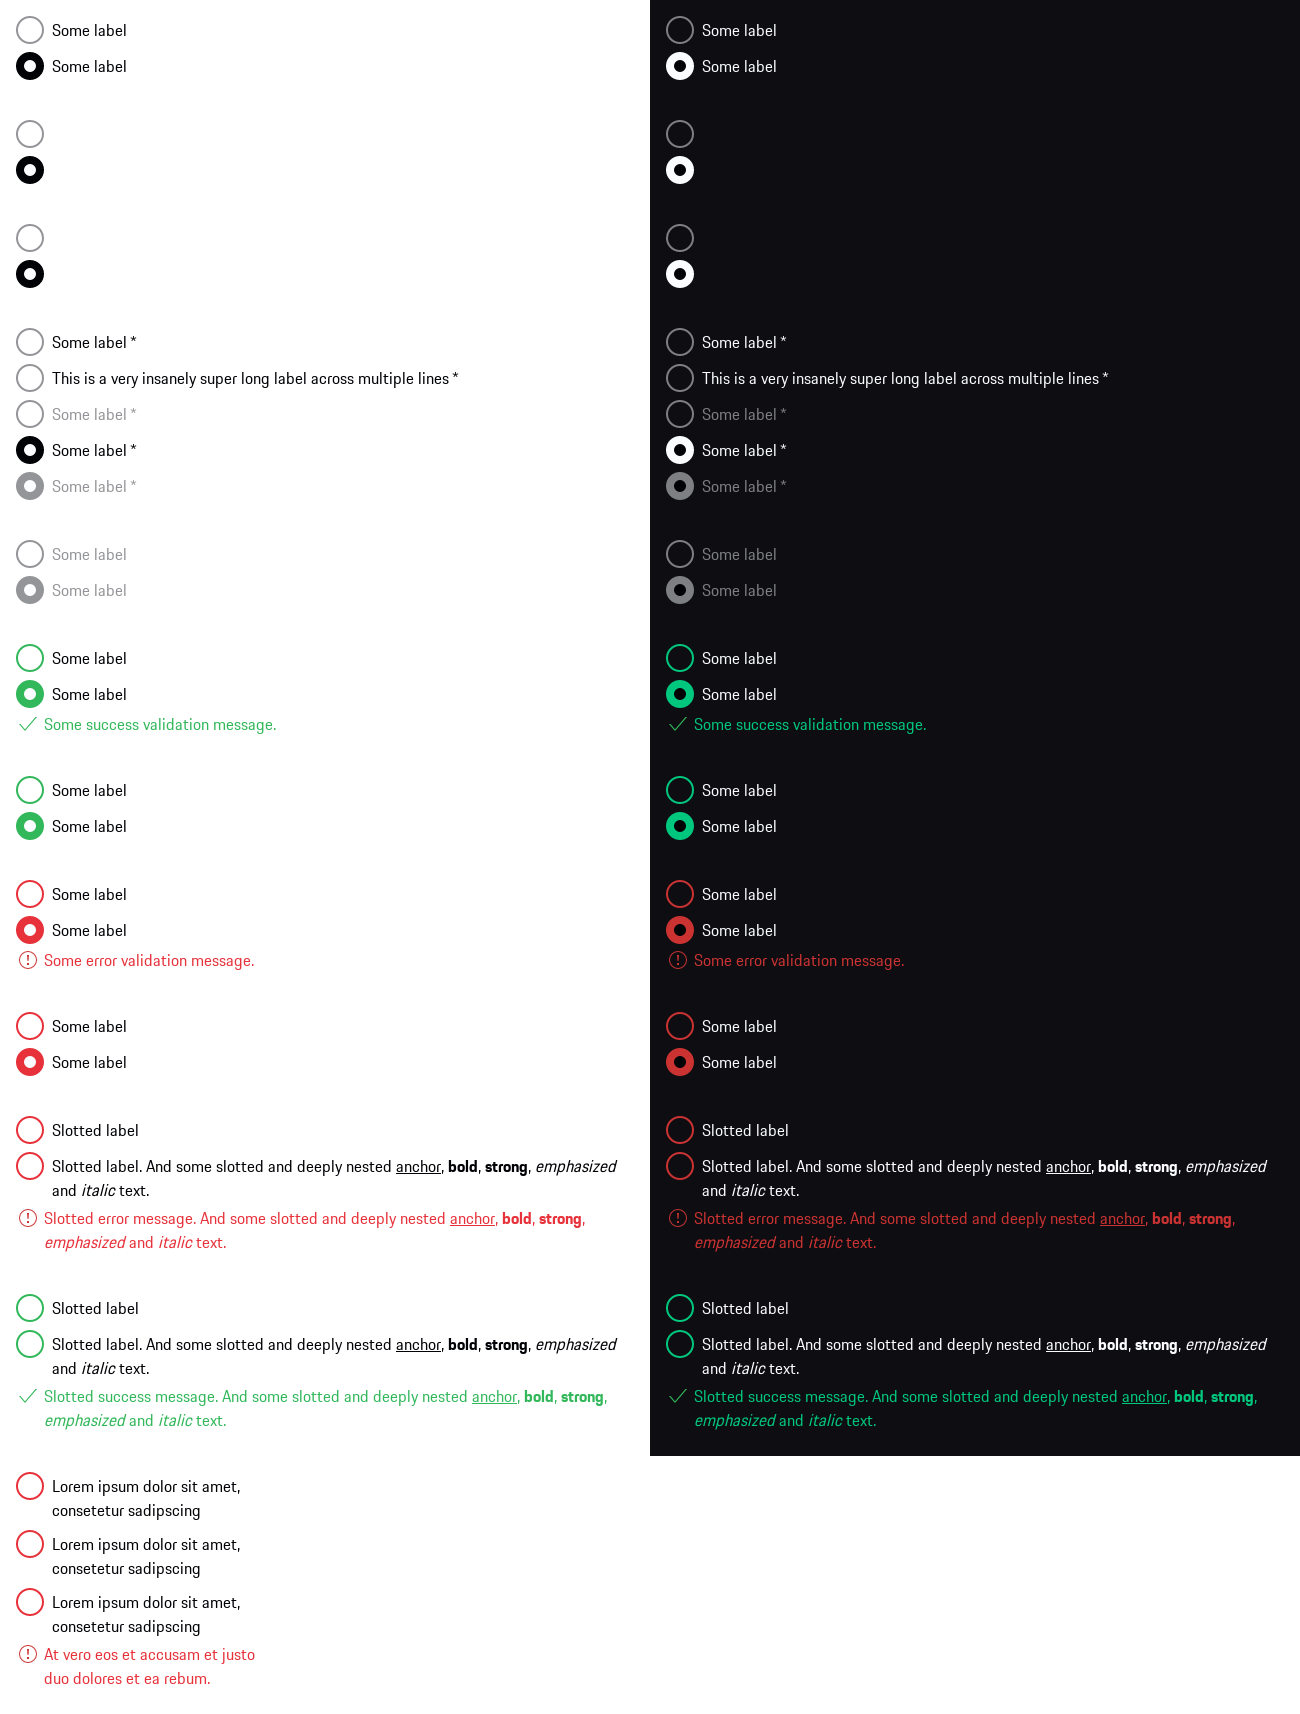 Some label
Some label
Some label *
This is a very insanely super long label across multiple lines *
Some label *
Some label *
Some label *
Some label
Some label
Some label
Some label
Some success validation message.
Some label
Some label
Some label
Some label
Some error validation message.
Some label
Some label
Slotted label
Slotted label. And some slotted and deeply nested anchor, bold, strong, emphasized
and italic text.
Slotted error message. And some slotted and deeply nested anchor, bold, strong,
emphasized and italic text.
Slotted label
Slotted label. And some slotted and deeply nested anchor, bold, strong, emphasized
and italic text.
Slotted success message. And some slotted and deeply nested anchor, bold, strong,
emphasized and italic text.
Lorem ipsum dolor sit amet,
consetetur sadipscing
Lorem ipsum dolor sit amet,
consetetur sadipscing
Lorem ipsum dolor sit amet,
consetetur sadipscing
At vero eos et accusam et justo
duo dolores et ea rebum.
Some label
Some label
Some label *
This is a very insanely super long label across multiple lines *
Some label *
Some label *
Some label *
Some label
Some label
Some label
Some label
Some success validation message.
Some label
Some label
Some label
Some label
Some error validation message.
Some label
Some label
Slotted label
Slotted label. And some slotted and deeply nested anchor, bold, strong, emphasized
and italic text.
Slotted error message. And some slotted and deeply nested anchor, bold, strong,
emphasized and italic text.
Slotted label
Slotted label. And some slotted and deeply nested anchor, bold, strong, emphasized
and italic text.
Slotted success message. And some slotted and deeply nested anchor, bold, strong,
emphasized and italic text.